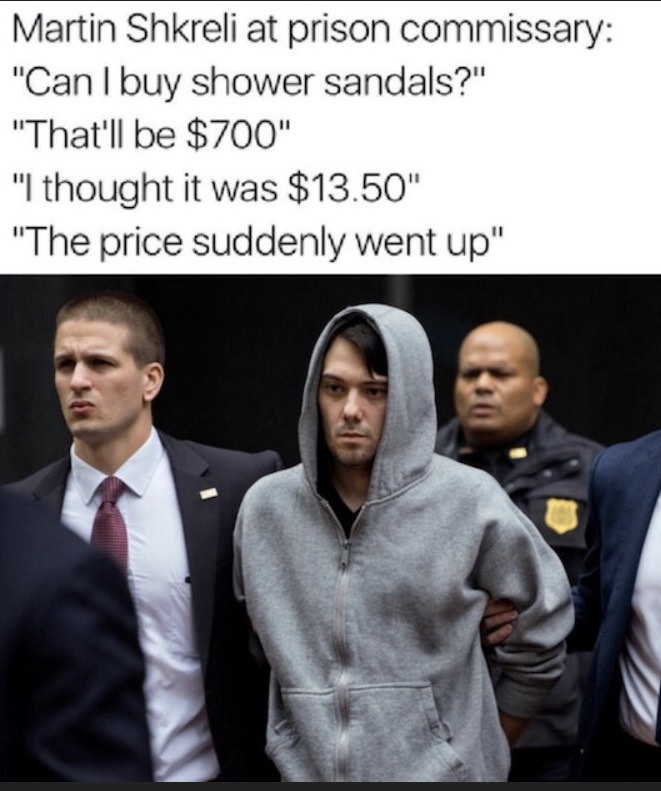 Martin Shkreli at prison commissary:
"Can I buy shower sandals?"
"That'll be $700"
"I thought it was $13.50"
"The price suddenly went up"